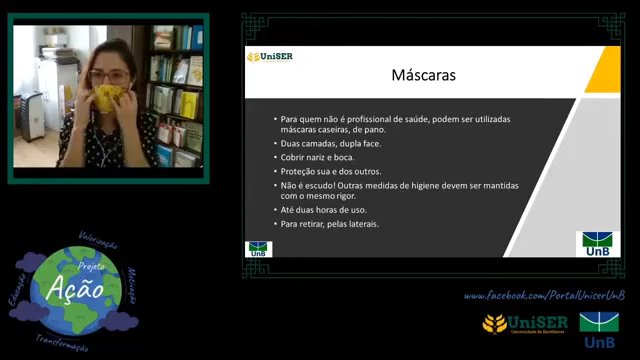 UniSER
Máscaras
• Para quem não é profissional de saúde, podem ser utilizadas
máscaras caseiras, de pano.
• Duas camadas, dupla face.
• Cobrir nariz e boca.
• Proteção sua e dos outros.
• Não é escudo! Outras medidas de higiene devem ser mantidas
com o mesmo rigor.
• Até duas horas de uso.
• Para retirar, pelas laterais.
UnB
UnB
Valorização
Educação
Projeto
Ação
Motivação
Transformação
www.facebook.com/PortalUniserUnB
UniSER
Universidade do Envelhecer
UnB